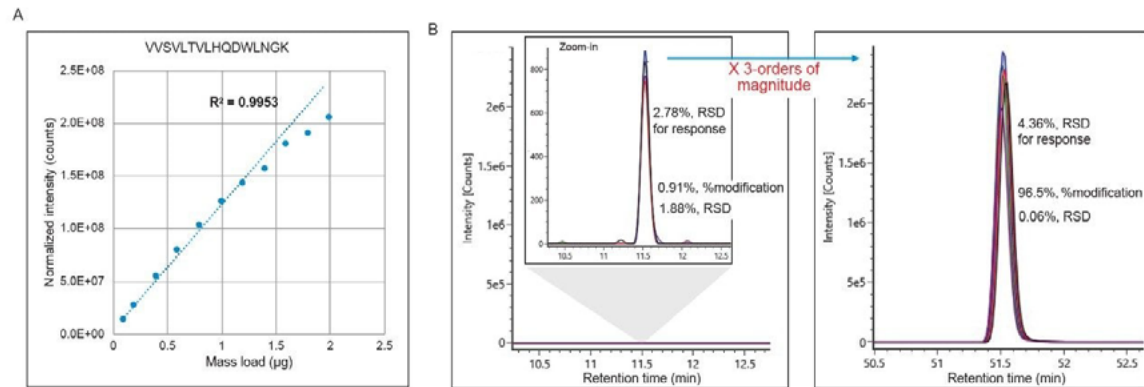 A
VVSVLTVLHQDWLNGK
2.5E+08
2.0E+08
1.5E+08
1.0E+08
5.0E+07
0.0E+00
R² = 0.9953
Normalized intensity (counts)
0 0.5 1 1.5 2 2.5
Mass load (µg)
B
Zoom-in
800
600
400
200
0
10.5 11 11.5 12 12.5
2.78%, RSD
for response
0.91%, %modification
1.88%, RSD
X 3-orders of
magnitude
Intensity [Counts]
2e6
1.5e6
1e6
5e5
0
10.5 11 11.5 12 12.5
Retention time (min)
4.36%, RSD
for response
96.5%, %modification
0.06%, RSD
Intensity [Counts]
2e6
1.5e6
1e6
5e5
0
50.5 51 51.5 52 52.5
Retention time (min)